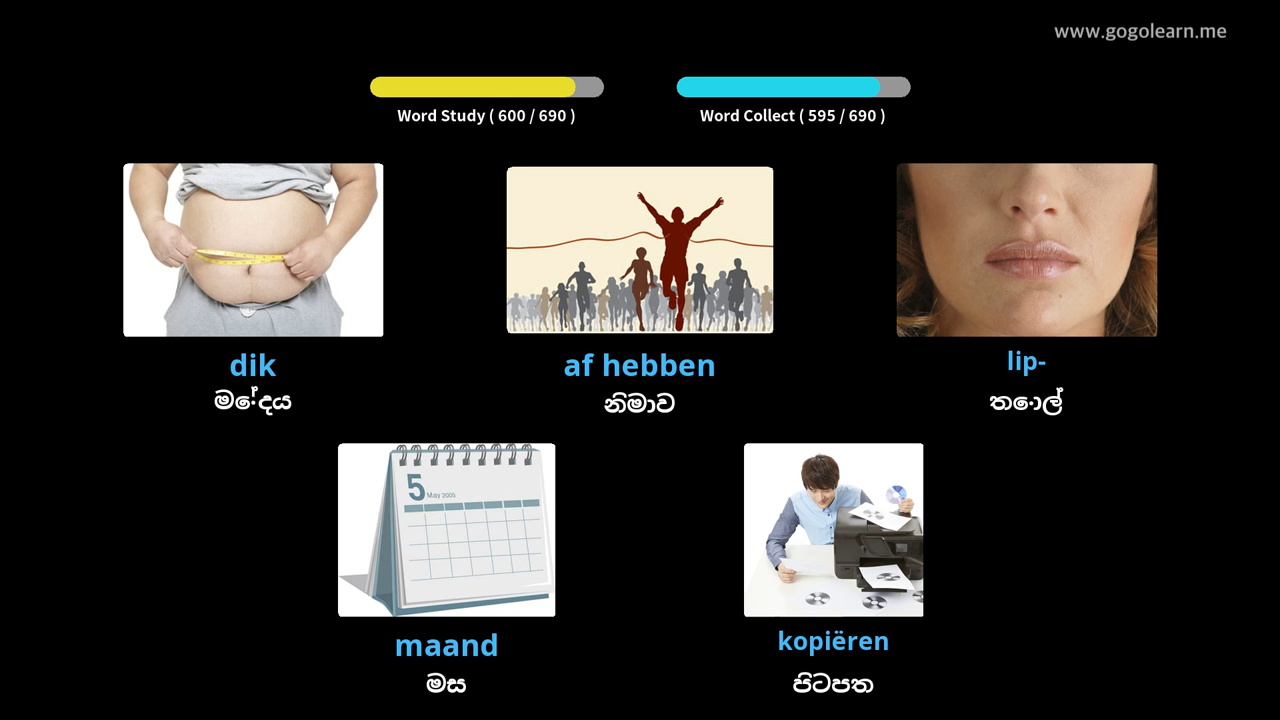 www.gogolearn.me
Word Study ( 600 / 690 )
Word Collect ( 595 / 690 )
dik
මේදය
af hebben
නිමාව
lip-
තොල්
5 May 2005
maand
මස
kopiëren
පිටපත